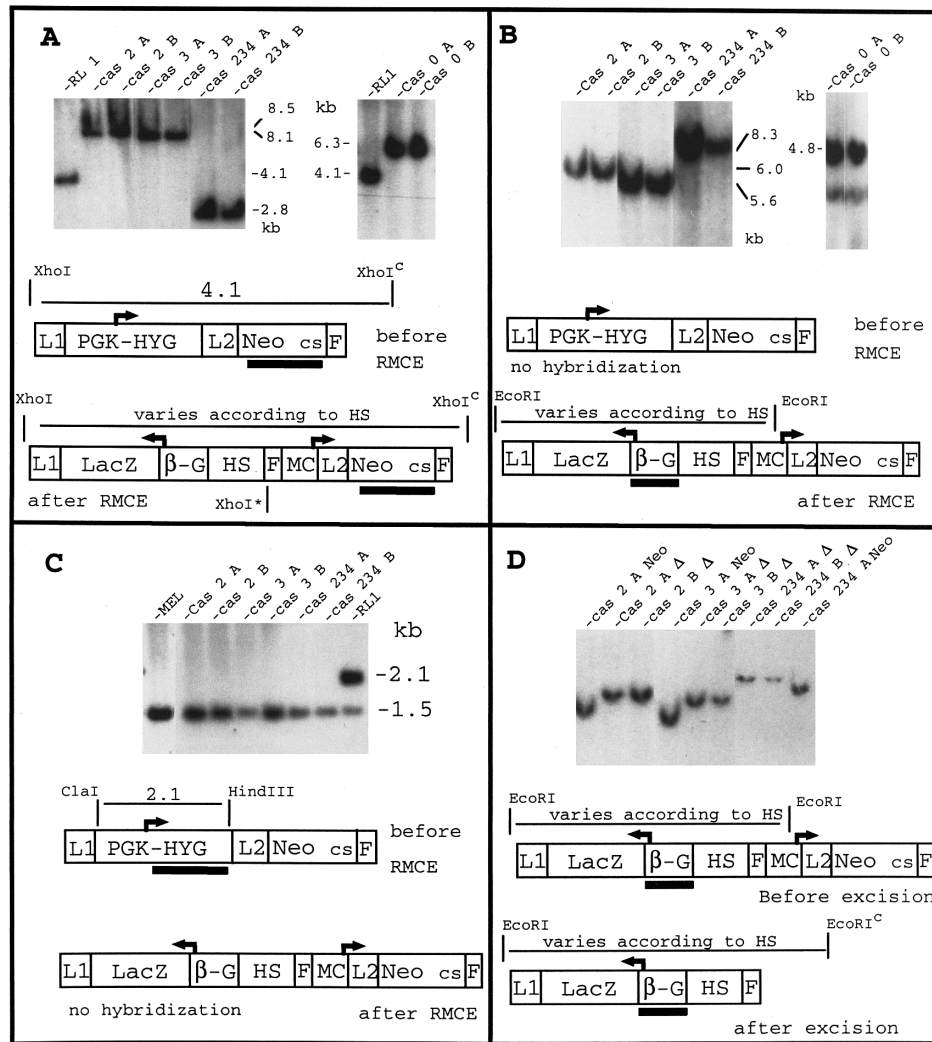 A
-RL 1
-cas 2 A
-cas 2 B
-cas 3 A
-cas 3 B
-cas 234 A
-cas 234 B
8.5
8.1
-4.1
-2.8
kb
-RL1
-Cas 0 A
-Cas 0 B
kb
6.3-
4.1-
XhoI
XhoIᶜ
4.1
L1 PGK-HYG L2 Neo cs F
before
RMCE
XhoI
XhoIᶜ
varies according to HS
L1 LacZ β-G HS F MC L2 Neo cs F
after RMCE
XhoI*
B
-Cas 2 A
-cas 2 B
-cas 3 A
-cas 3 B
-cas 234 A
-cas 234 B
8.3
6.0
5.6
kb
-Cas 0 A
-Cas 0 B
kb
4.8-
L1 PGK-HYG L2 Neo cs F
before
RMCE
no hybridization
EcoRI
EcoRI
varies according to HS
L1 LacZ β-G HS F MC L2 Neo cs F
after RMCE
C
-MEL
-Cas 2 A
-cas 2 B
-cas 3 A
-cas 3 B
-cas 234 A
-cas 234 B
-RL1
kb
-2.1
-1.5
ClaI
2.1
HindIII
L1 PGK-HYG L2 Neo cs F
before
RMCE
L1 LacZ β-G HS F MC L2 Neo cs F
no hybridization
after RMCE
D
-cas 2 A Neo
-Cas 2 A Δ
-cas 2 B Δ
-cas 3 A Neo
-cas 3 A Δ
-cas 3 B Δ
-cas 234 A Δ
-cas 234 B Δ
-cas 234 A Neo
EcoRI
EcoRI
varies according to HS
L1 LacZ β-G HS F MC L2 Neo cs F
Before excision
EcoRI
EcoRIᶜ
varies according to HS
L1 LacZ β-G HS F
after excision